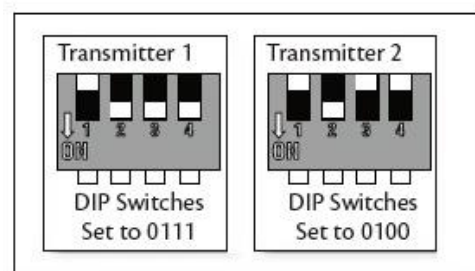 Transmitter 1
1 2 3 4
ON
DIP Switches
Set to 0111
Transmitter 2
1 2 3 4
ON
DIP Switches
Set to 0100